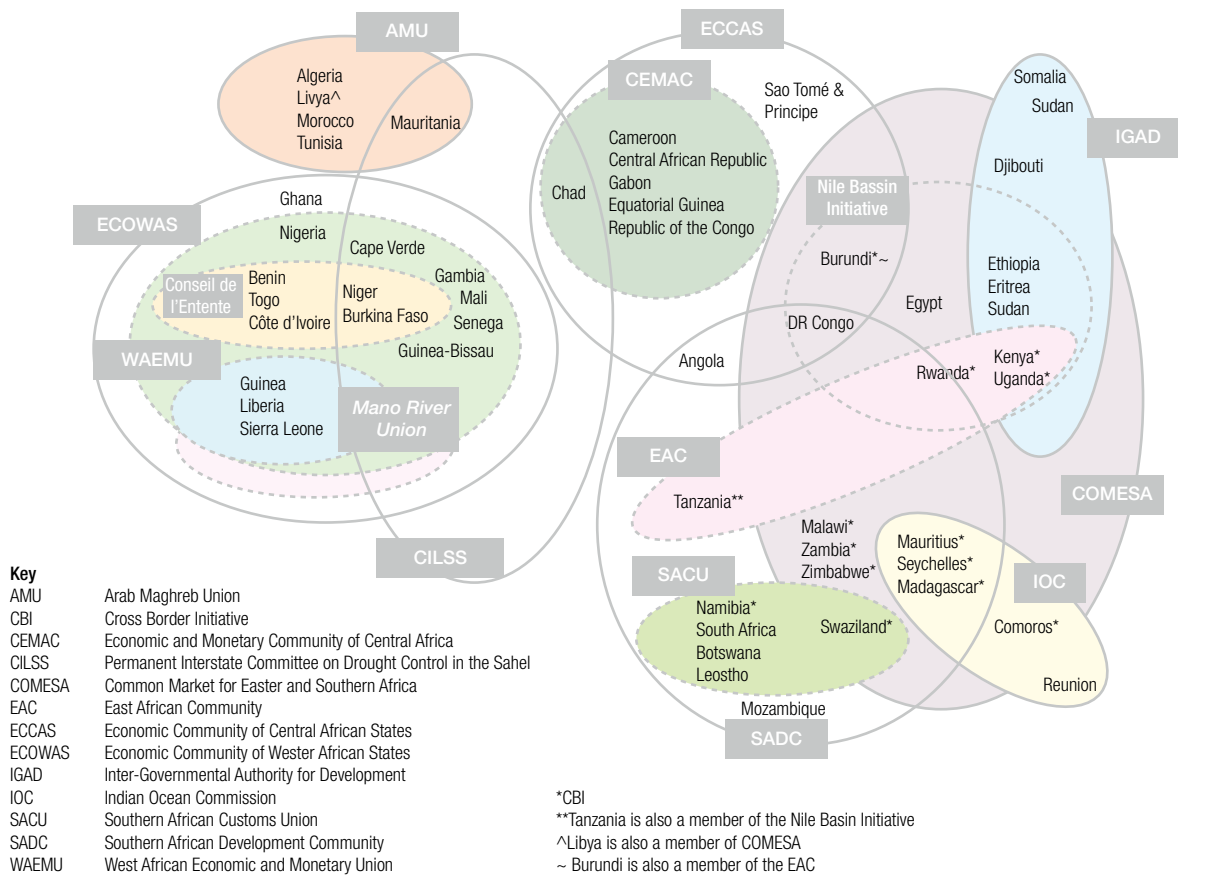 AMU
Algeria
Livya^
Morocco
Tunisia
Mauritania
ECCAS
CEMAC
Sao Tomé &
Principe
Cameroon
Central African Republic
Gabon
Equatorial Guinea
Republic of the Congo
Chad
Somalia
Sudan
IGAD
Djibouti
Nile Bassin
Initiative
Burundi*~
Ethiopia
Eritrea
Sudan
Egypt
DR Congo
Angola
Rwanda*
Kenya*
Uganda*
ECOWAS
Ghana
Nigeria
Cape Verde
Conseil de
l'Entente
Benin
Togo
Côte d'Ivoire
Niger
Burkina Faso
Gambia
Mali
Senega
Guinea-Bissau
WAEMU
Guinea
Liberia
Sierra Leone
Mano River
Union
EAC
Tanzania**
COMESA
Malawi*
Zambia*
Zimbabwe*
Mauritius*
Seychelles*
Madagascar*
IOC
Comoros*
Reunion
CILSS
SACU
Namibia*
South Africa
Botswana
Leostho
Swaziland*
Mozambique
SADC
Key
AMU Arab Maghreb Union
CBI Cross Border Initiative
CEMAC Economic and Monetary Community of Central Africa
CILSS Permanent Interstate Committee on Drought Control in the Sahel
COMESA Common Market for Easter and Southern Africa
EAC East African Community
ECCAS Economic Community of Central African States
ECOWAS Economic Community of Wester African States
IGAD Inter-Governmental Authority for Development
IOC Indian Ocean Commission
SACU Southern African Customs Union
SADC Southern African Development Community
WAEMU West African Economic and Monetary Union
*CBI
**Tanzania is also a member of the Nile Basin Initiative
^Libya is also a member of COMESA
~ Burundi is also a member of the EAC